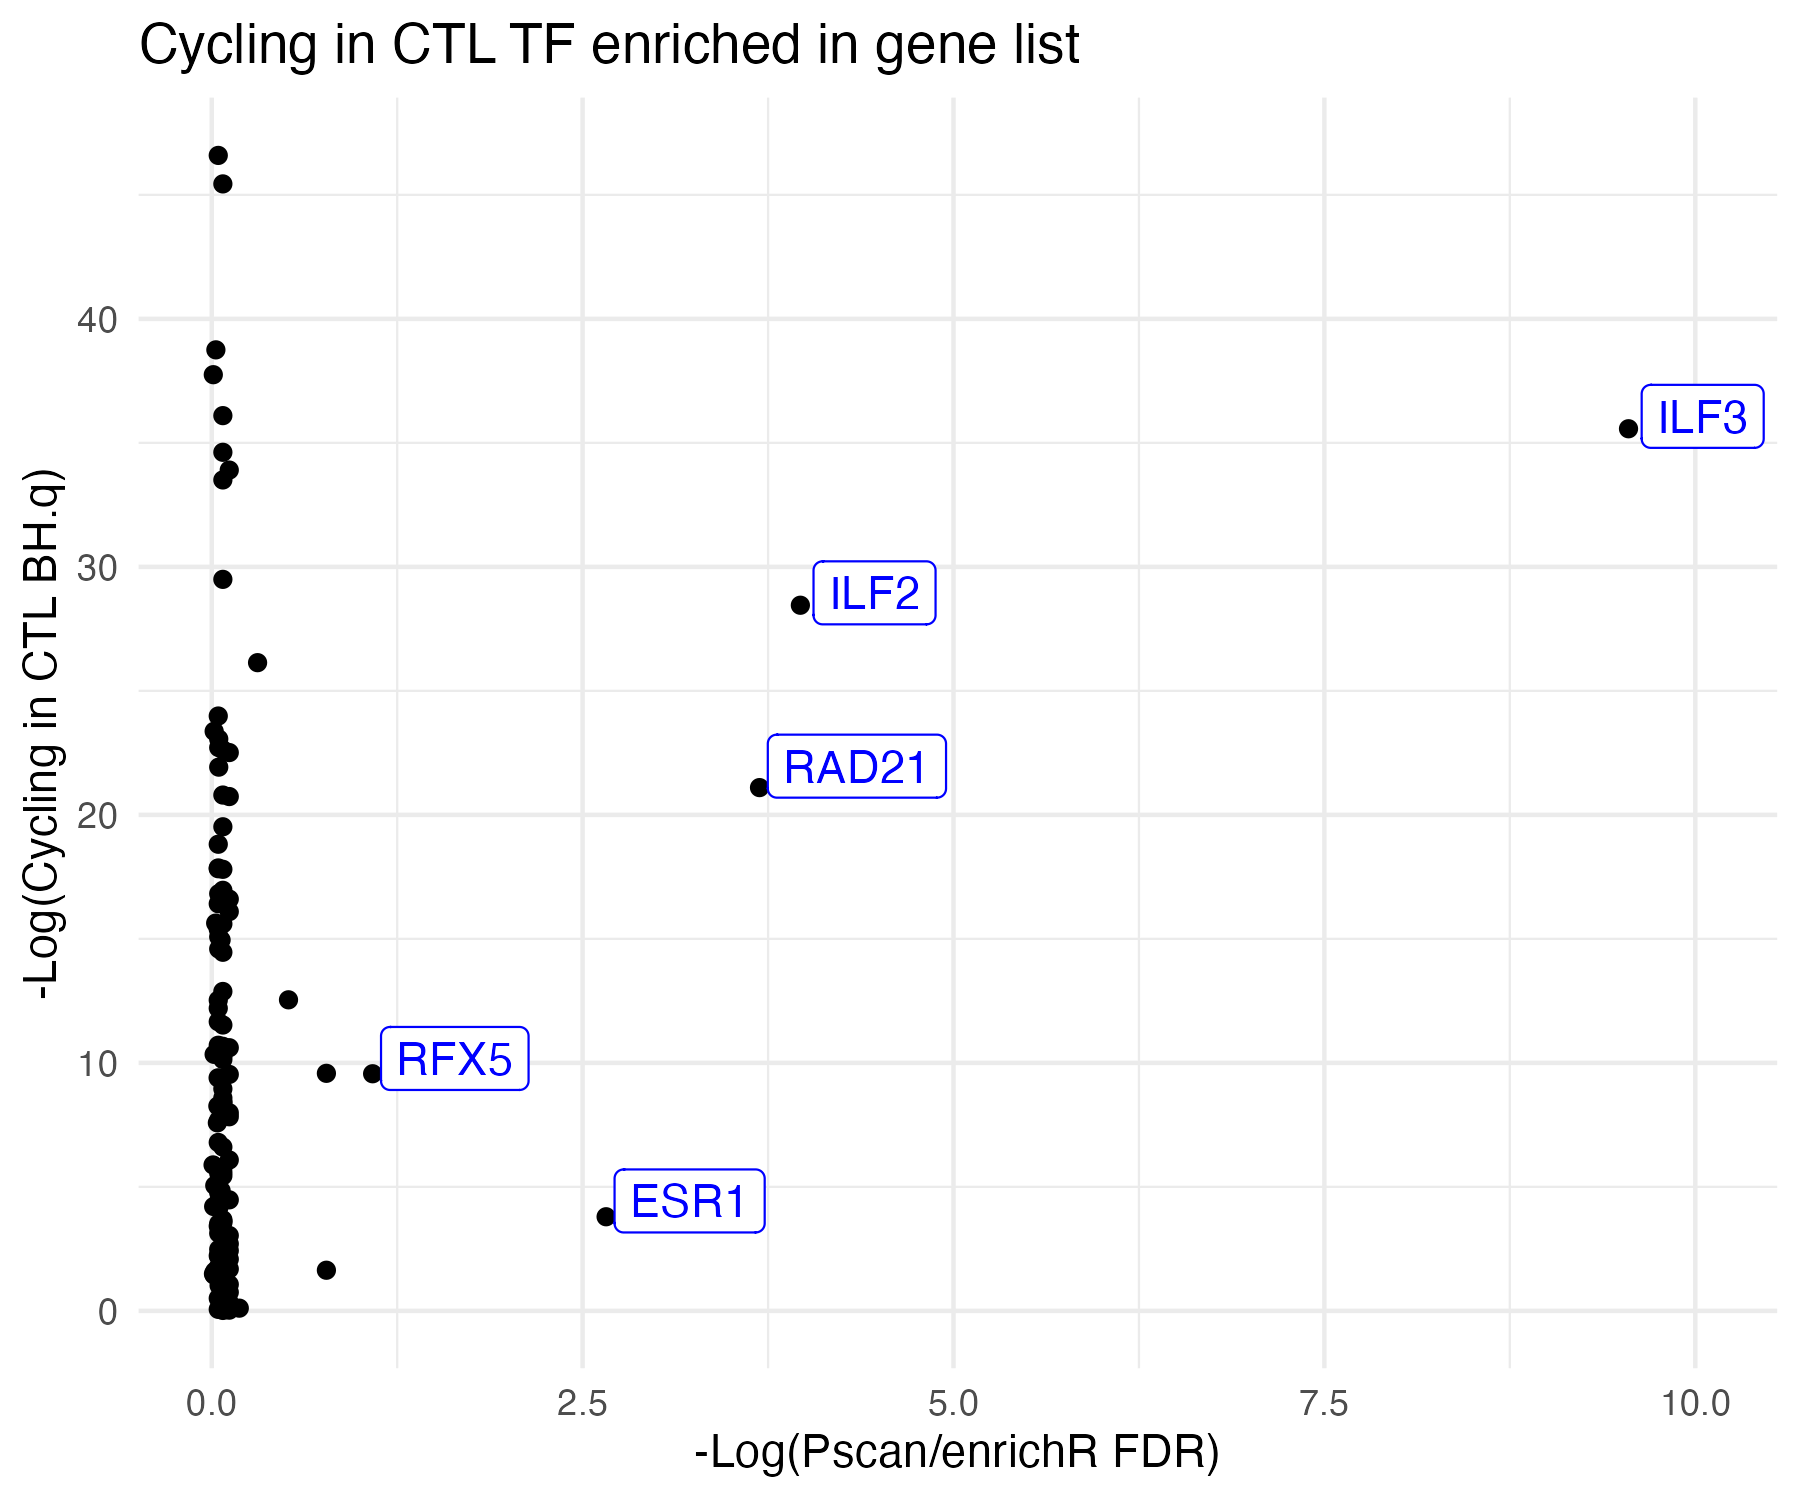 Cycling in CTL TF enriched in gene list
-Log(Cycling in CTL BH.q)
40
30
20
10
0
ILF3
ILF2
RAD21
RFX5
ESR1
0.0 2.5 5.0 7.5 10.0
-Log(Pscan/enrichR FDR)